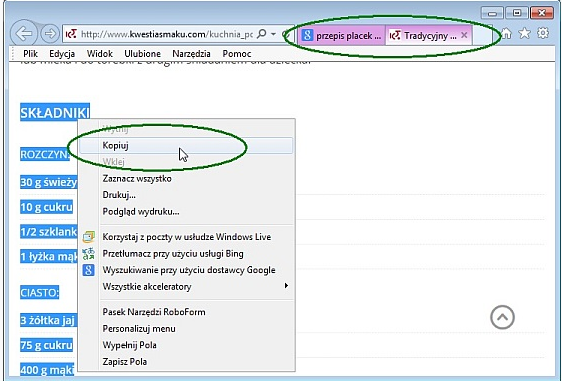 http://www.kwestiasmaku.com/kuchnia_pc
przepis placek ...
Tradycyjny ...
Plik Edycja Widok Ulubione Narzędzia Pomoc
SKŁADNIKI
Wytnij
Kopiuj
ROZCZYN:
Wklej
30 g świeży
Zaznacz wszystko
Drukuj...
10 g cukru
Podgląd wydruku...
1/2 szklank
Korzystaj z poczty w usłudze Windows Live
1 łyżka mąk
Przetłumacz przy użyciu usługi Bing
Wyszukiwanie przy użyciu dostawcy Google
CIASTO:
Wszystkie akceleratory
3 żółtka jaj
Pasek Narzędzi RoboForm
Personalizuj menu
75 g cukru
Wypełnij Pola
Zapisz Pola
400 g mąki